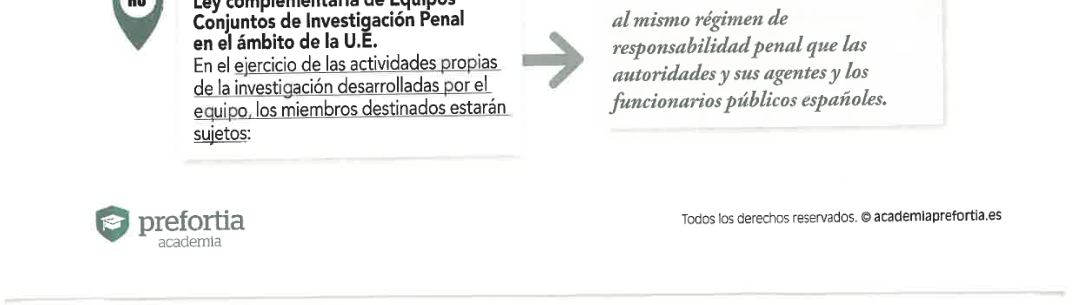 Ley complementaria de Equipos
Conjuntos de Investigación Penal
en el ámbito de la U.E.
En el ejercicio de las actividades propias
de la investigación desarrolladas por el
equipo, los miembros destinados estarán
sujetos:
al mismo régimen de
responsabilidad penal que las
autoridades y sus agentes y los
funcionarios públicos españoles.
prefortia
academia
Todos los derechos reservados. © academiaprefortia.es